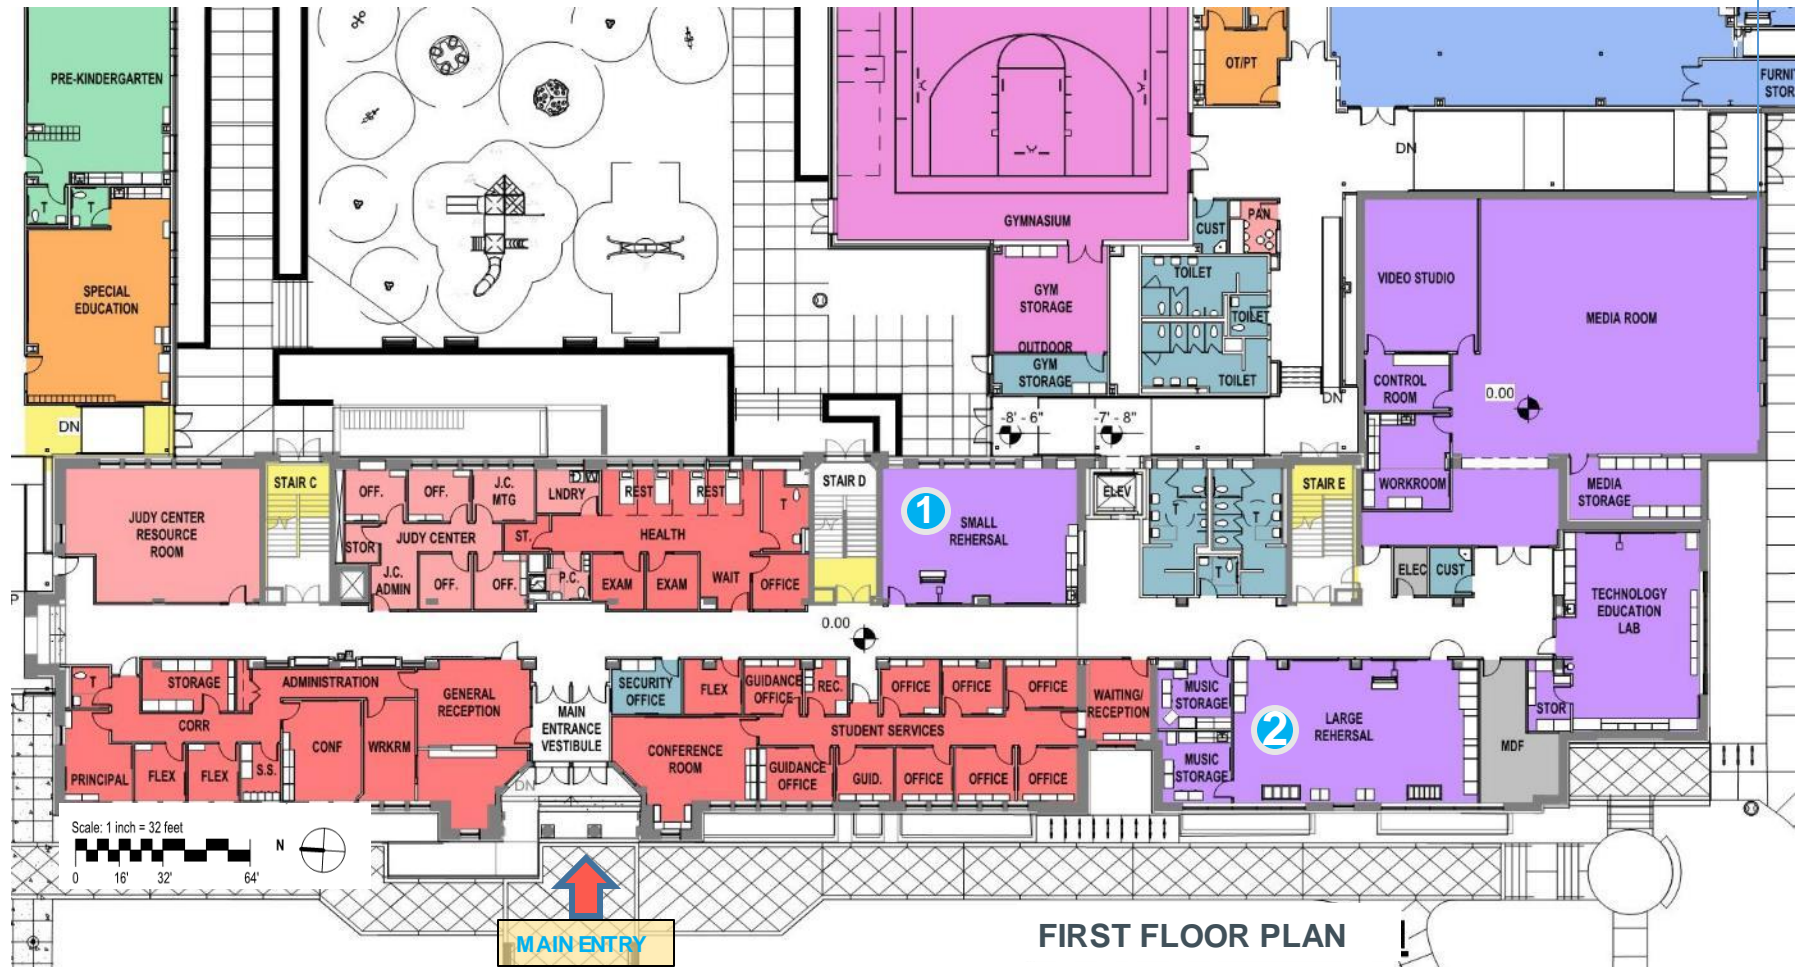 PRE-KINDERGARTEN
T
T
SPECIAL
EDUCATION
DN
OT/PT
GYMNASIUM
CUST
PAN
TOILET
TOILET
TOILET
GYM
STORAGE
OUTDOOR
GYM
STORAGE
-8' - 6"
-7' - 8"
DN
DN
VIDEO STUDIO
MEDIA ROOM
CONTROL
ROOM
0.00
WORKROOM
MEDIA
STORAGE
JUDY CENTER
RESOURCE
ROOM
STAIR C
OFF.
OFF.
J.C.
MTG
LNDRY
D
W
REST
REST
T
STOR
JUDY CENTER
ST.
HEALTH
J.C.
ADMIN
OFF.
OFF.
P.C.
EXAM
EXAM
WAIT
OFFICE
STAIR D
1
SMALL
REHERSAL
ELEV
T
T
T
STAIR E
ELEC
CUST
TECHNOLOGY
EDUCATION
LAB
0.00
T
STORAGE
ADMINISTRATION
GENERAL
RECEPTION
CORR
PRINCIPAL
FLEX
FLEX
S.S.
CONF
WRKRM
MAIN
ENTRANCE
VESTIBULE
DN
SECURITY
OFFICE
FLEX
GUIDANCE
OFFICE
REC.
OFFICE
OFFICE
OFFICE
WAITING/
RECEPTION
STUDENT SERVICES
CONFERENCE
ROOM
GUIDANCE
OFFICE
GUID.
OFFICE
OFFICE
OFFICE
MUSIC
STORAGE
MUSIC
STORAGE
2
LARGE
REHERSAL
MDF
STOR
Scale: 1 inch = 32 feet
0 16' 32' 64'
N
MAIN ENTRY
FIRST FLOOR PLAN
!